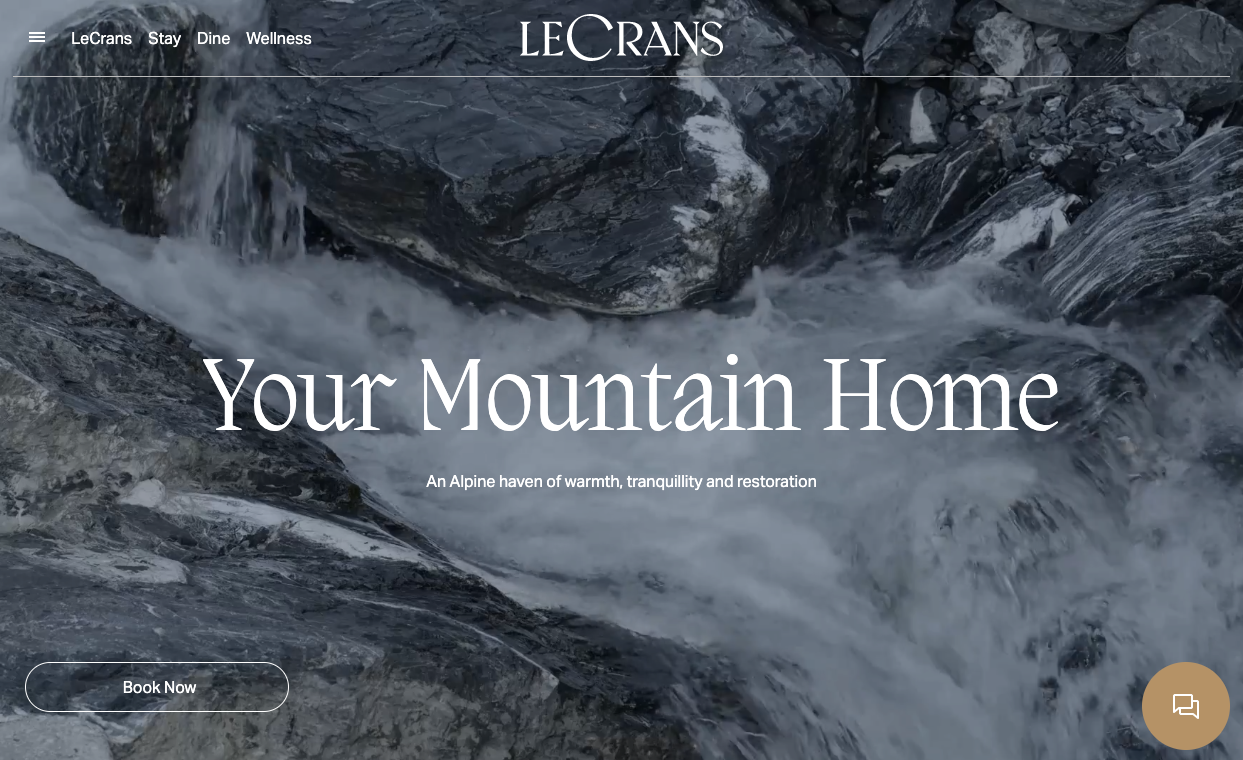 LeCrans Stay Dine Wellness
LECRANS
Your Mountain Home
An Alpine haven of warmth, tranquillity and restoration
Book Now